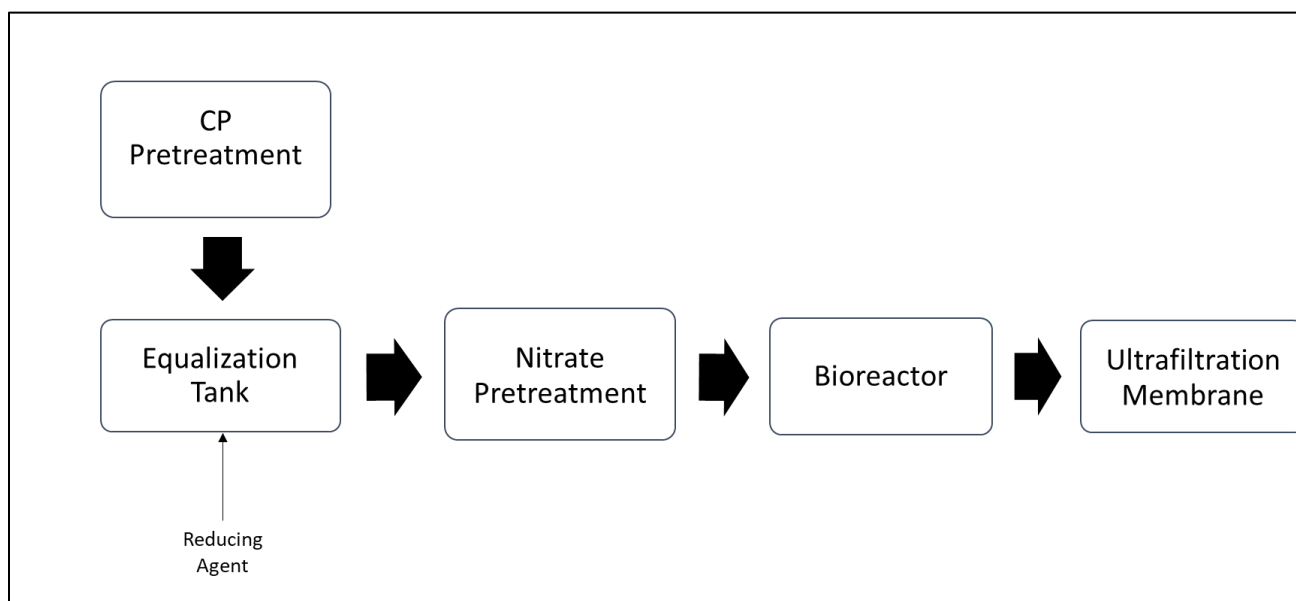 CP
Pretreatment
Equalization
Tank
Nitrate
Pretreatment
Bioreactor
Ultrafiltration
Membrane
Reducing
Agent